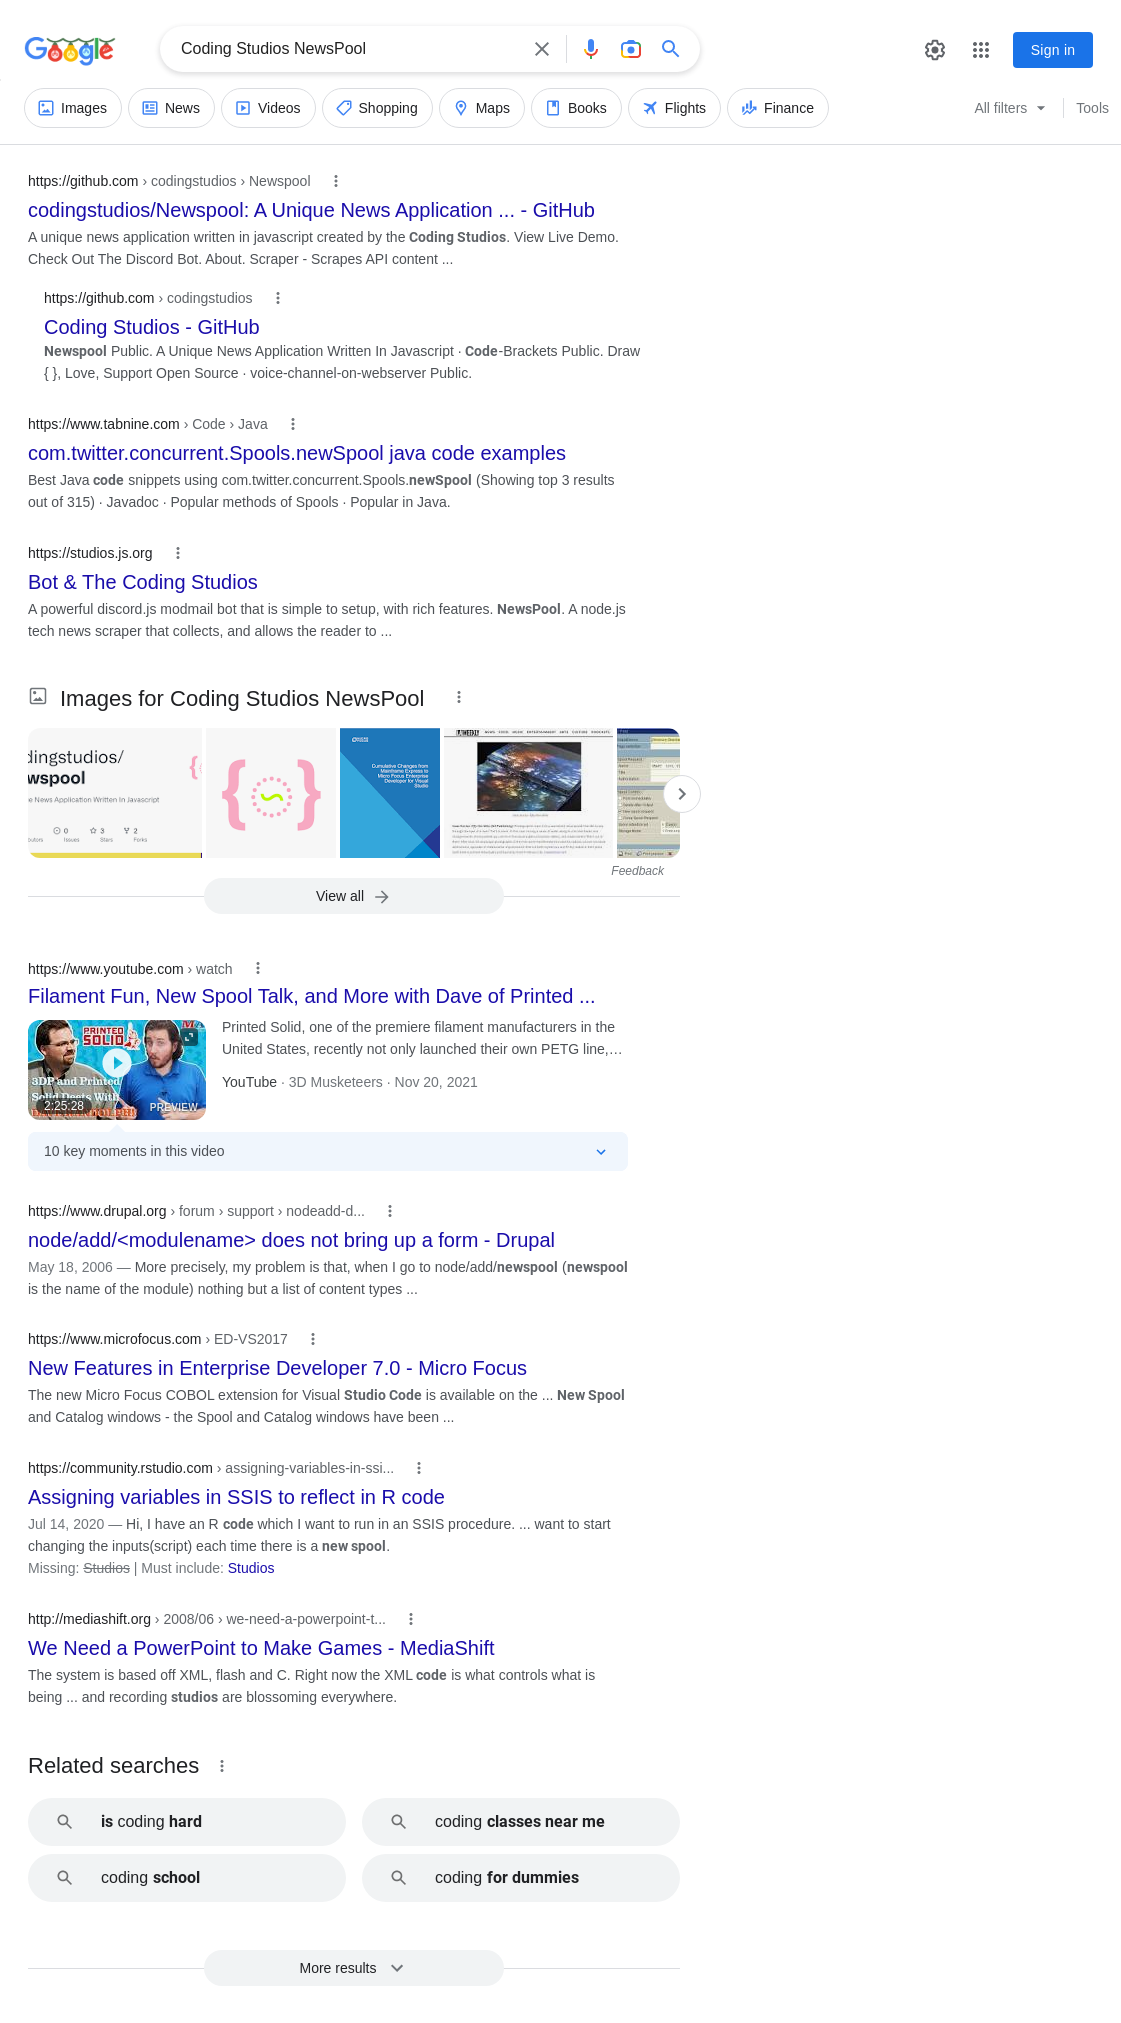 Google
Coding Studios NewsPool
Sign in
Images
News
Videos
Shopping
Maps
Books
Flights
Finance
All filters
Tools
https://github.com › codingstudios › Newspool
codingstudios/Newspool: A Unique News Application ... - GitHub
A unique news application written in javascript created by the Coding Studios. View Live Demo.
Check Out The Discord Bot. About. Scraper - Scrapes API content ...
https://github.com › codingstudios
Coding Studios - GitHub
Newspool Public. A Unique News Application Written In Javascript · Code-Brackets Public. Draw
{ }, Love, Support Open Source · voice-channel-on-webserver Public.
https://www.tabnine.com › Code › Java
com.twitter.concurrent.Spools.newSpool java code examples
Best Java code snippets using com.twitter.concurrent.Spools.newSpool (Showing top 3 results
out of 315) · Javadoc · Popular methods of Spools · Popular in Java.
https://studios.js.org
Bot & The Coding Studios
A powerful discord.js modmail bot that is simple to setup, with rich features. NewsPool. A node.js
tech news scraper that collects, and allows the reader to ...
Images for Coding Studios NewsPool
dingstudios/
wspool
e News Application Written In Javascript
0
3
2
utors
Issues
Stars
Forks
Cumulative Changes from
Mainframe Express to
Micro Focus Enterprise
Developer for Visual
Studio
WEEKLY
Feedback
View all
https://www.youtube.com › watch
Filament Fun, New Spool Talk, and More with Dave of Printed ...
PRINTED
SOLID
3DP and Printed
Solid Deets With
2:25:28
PREVIEW
Printed Solid, one of the premiere filament manufacturers in the
United States, recently not only launched their own PETG line,…
YouTube · 3D Musketeers · Nov 20, 2021
10 key moments in this video
https://www.drupal.org › forum › support › nodeadd-d...
node/add/<modulename> does not bring up a form - Drupal
May 18, 2006 — More precisely, my problem is that, when I go to node/add/newspool (newspool
is the name of the module) nothing but a list of content types ...
https://www.microfocus.com › ED-VS2017
New Features in Enterprise Developer 7.0 - Micro Focus
The new Micro Focus COBOL extension for Visual Studio Code is available on the ... New Spool
and Catalog windows - the Spool and Catalog windows have been ...
https://community.rstudio.com › assigning-variables-in-ssi...
Assigning variables in SSIS to reflect in R code
Jul 14, 2020 — Hi, I have an R code which I want to run in an SSIS procedure. ... want to start
changing the inputs(script) each time there is a new spool.
Missing: Studios | Must include: Studios
http://mediashift.org › 2008/06 › we-need-a-powerpoint-t...
We Need a PowerPoint to Make Games - MediaShift
The system is based off XML, flash and C. Right now the XML code is what controls what is
being ... and recording studios are blossoming everywhere.
Related searches
is coding hard
coding classes near me
coding school
coding for dummies
More results